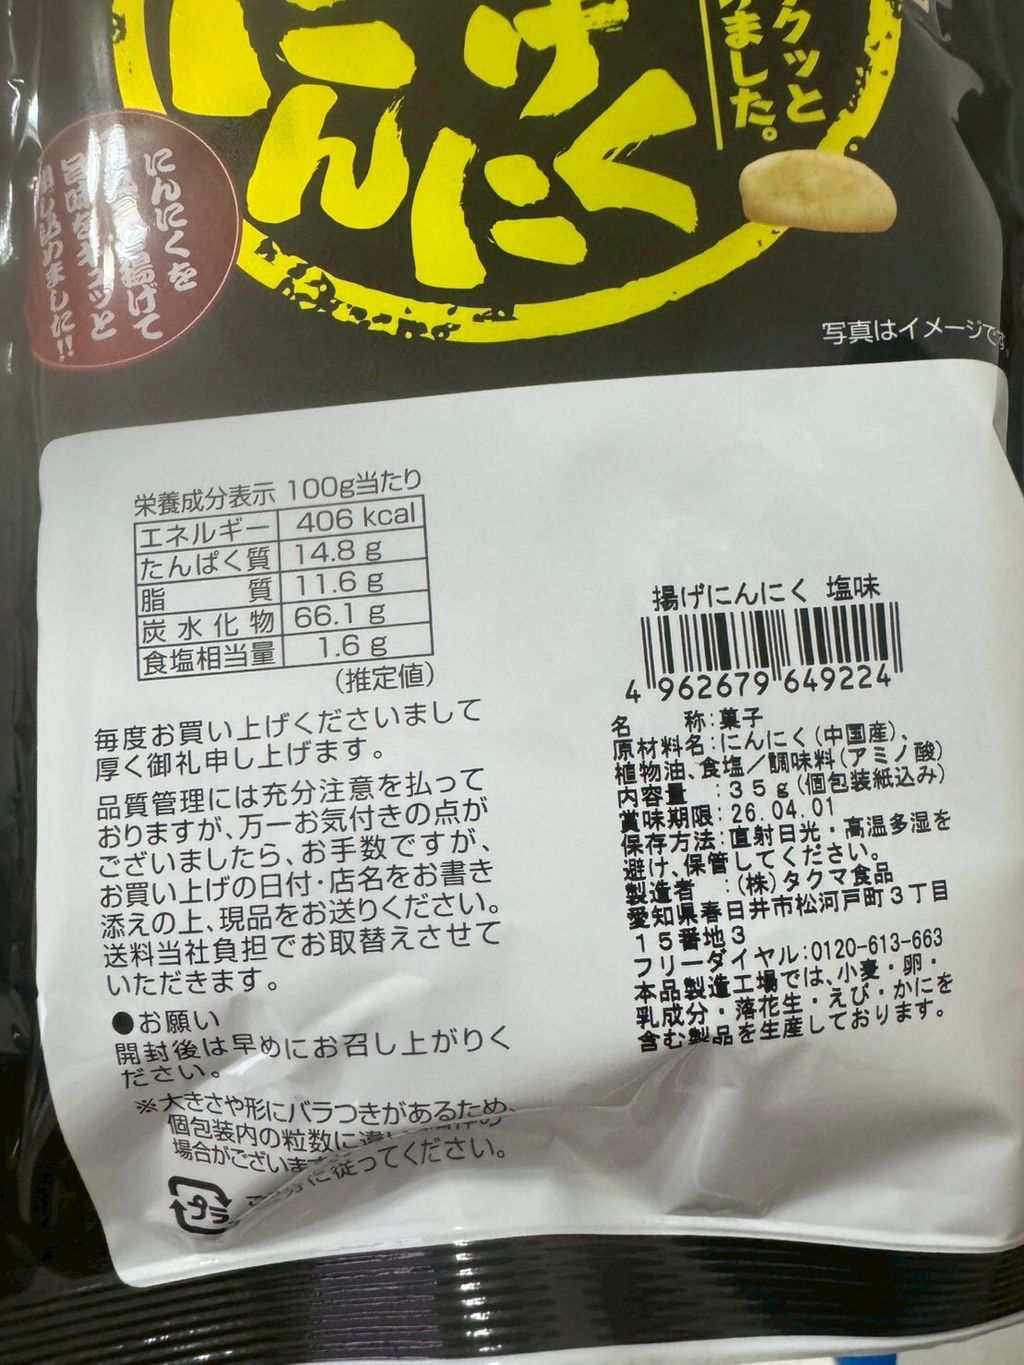 にげ
んにく
クッと
ました。
にんにくを
揚げて
旨味をギュッと
閉じ込めました!!
写真はイメージです。
栄養成分表示 100g当たり
エネルギー 406 kcal
たんぱく質 14.8 g
脂質 11.6 g
炭水化物 66.1 g
食塩相当量 1.6 g
(推定値)
毎度お買い上げくださいまして
厚く御礼申し上げます。
品質管理には充分注意を払って
おりますが、万一お気付きの点が
ございましたら、お手数ですが、
お買い上げの日付・店名をお書き
添えの上、現品をお送りください。
送料当社負担でお取替えさせて
いただきます。
●お願い
開封後は早めにお召し上がりく
ださい。
※大きさや形にバラつきがあるため、
個包装内の粒数に違い
場合がございま
に従ってください。
プラ
揚げにんにく 塩味
4 962679 649224
名 称:菓子
原材料名:にんにく(中国産)、
植物油、食塩/調味料(アミノ酸)
内容量 :35g(個包装紙込み)
賞味期限:26.04.01
保存方法:直射日光・高温多湿を
避け、保管してください。
製造者 :(株)タクマ食品
愛知県春日井市松河戸町3丁目
15番地3
フリーダイヤル:0120-613-663
本品製造工場では、小麦・卵・
乳成分・落花生・えび・かにを
含む製品を生産しております。